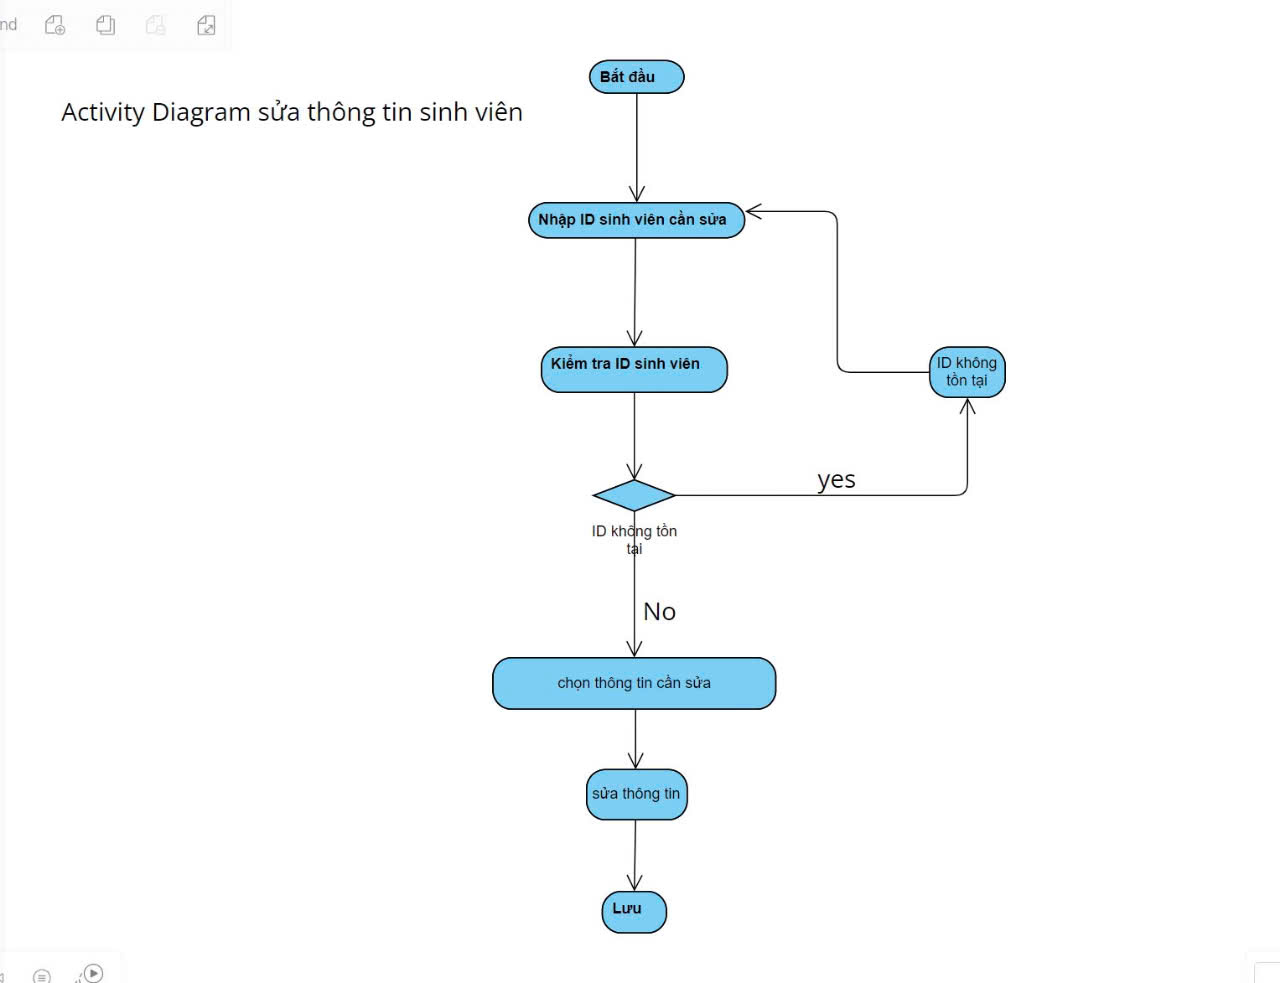 nd
Bắt đầu
Activity Diagram sửa thông tin sinh viên
Nhập ID sinh viên cần sửa
Kiểm tra ID sinh viên
ID không
tồn tại
yes
ID không tồn
tại
No
chọn thông tin cần sửa
sửa thông tin
Lưu